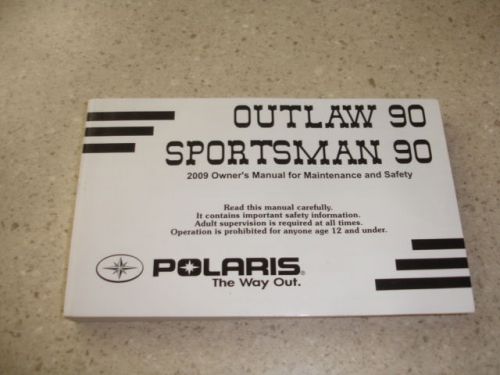 OUTLAW 90
SPORTSMAN 90
2009 Owner's Manual for Maintenance and Safety
Read this manual carefully.
It contains important safety information.
Adult supervision is required at all times.
Operation is prohibited for anyone age 12 and under.
POLARIS®
The Way Out.